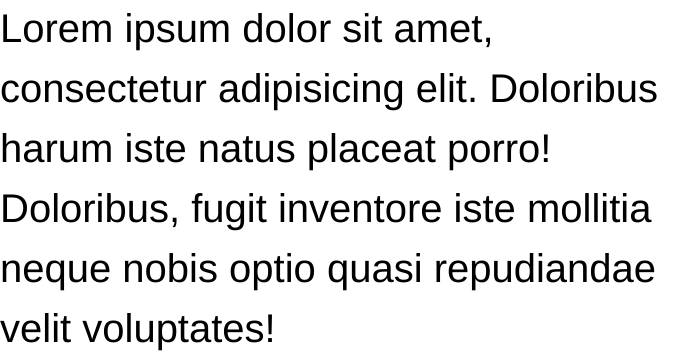 Lorem ipsum dolor sit amet,
consectetur adipisicing elit. Doloribus
harum iste natus placeat porro!
Doloribus, fugit inventore iste mollitia
neque nobis optio quasi repudiandae
velit voluptates!